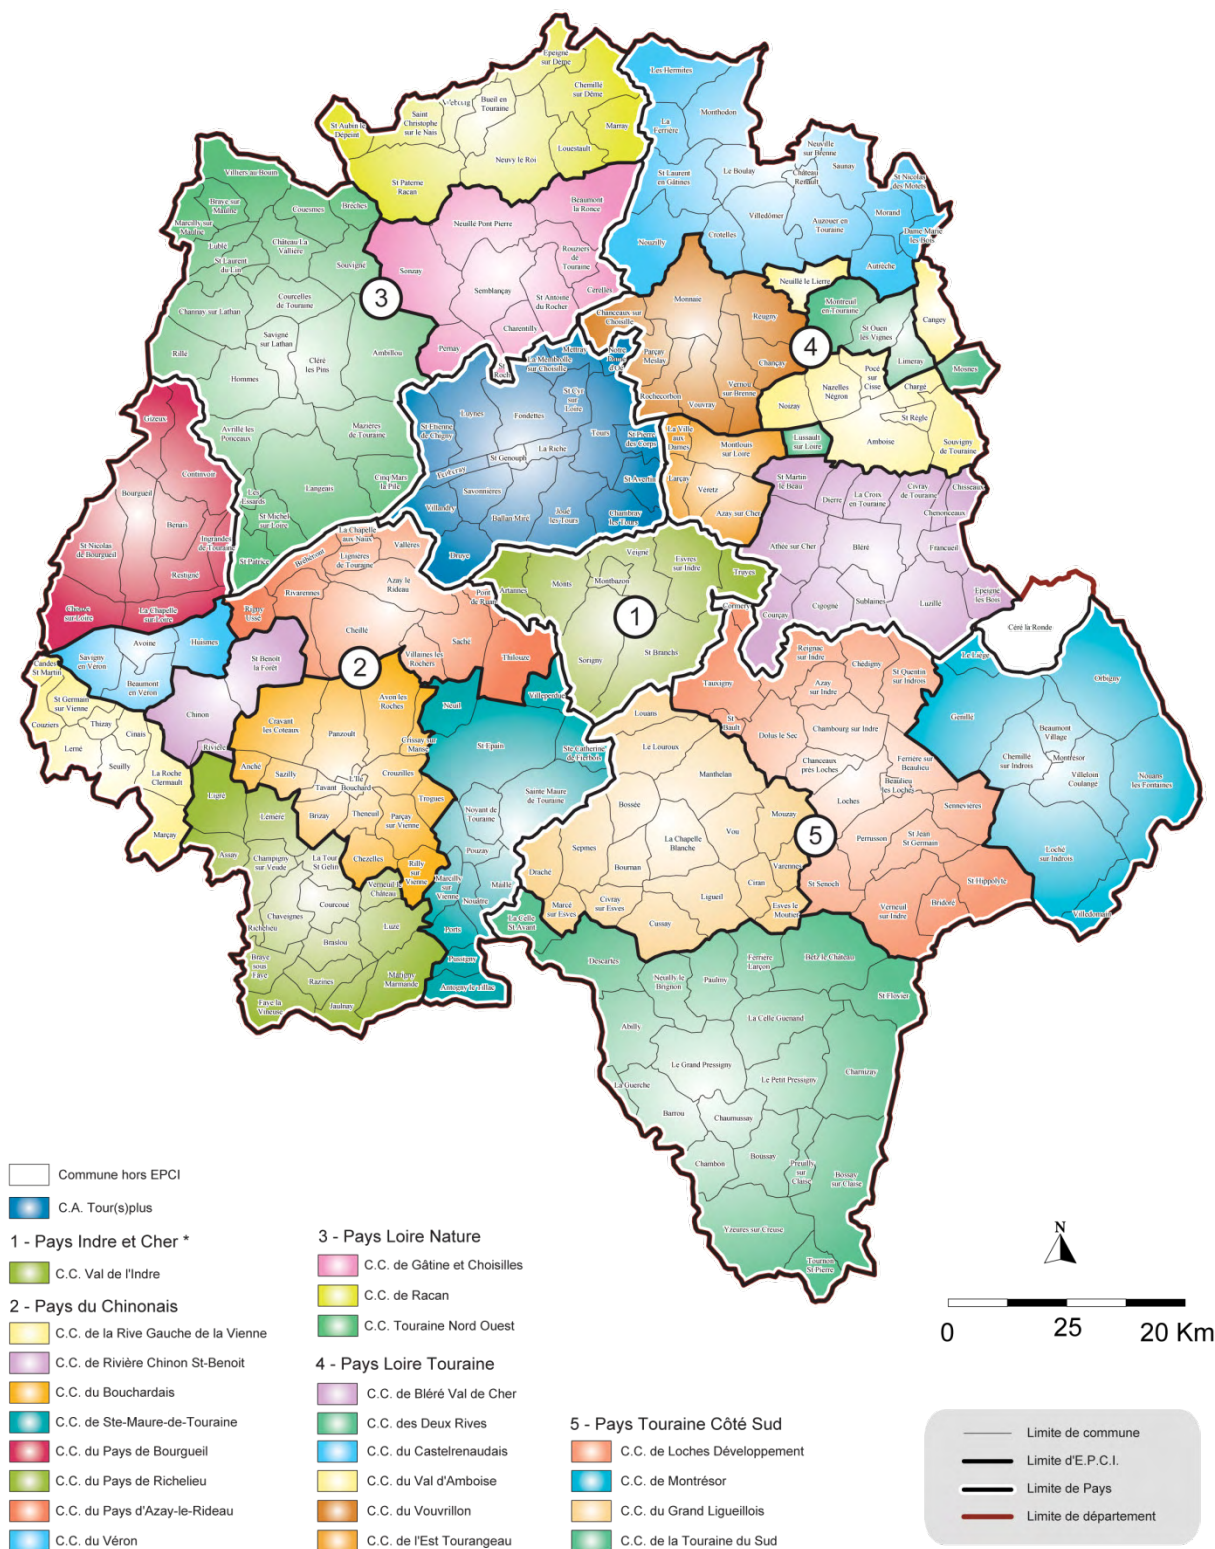 Epeigné
sur Dême
Chemillé
sur Dême
Bueil en
Touraine
Saint
Christophe
sur le Nais
St Aubin le
Dépeint
Marray
Louestault
Neuvy le Roi
St Paterne
Racan
Les Hermites
Monthodon
La
Ferrière
Neuville
sur Brenne
Saunay
Château
Renault
Le Boulay
St Laurent
en Gâtines
St Nicolas
des Motets
Villedômer
Morand
Auzouer en
Touraine
Dame Marie
les Bois
Crotelles
Nouzilly
Autrèche
Villiers au Bouin
Braye sur
Maulne
Couesmes
Brèches
Marcilly sur
Maulne
Lublé
Château La
Vallière
St Laurent
du Lin
Souvigné
Courcelles
de Touraine
Channay sur Lathan
Savigné
sur Lathan
Rillé
Cléré
les Pins
Ambillou
Hommes
Avrillé les
Ponceaux
Mazières
de Touraine
Langeais
Cinq Mars
la Pile
Les
Essards
St Michel
sur Loire
St Patrice
Beaumont
la Ronce
Neuillé Pont Pierre
Rouziers
de
Touraine
Sonzay
3
Semblançay
St Antoine
du Rocher
Cerelles
Charentilly
Pernay
St
Roch
Neuillé le Lierre
Monnaie
Reugny
Chanceaux sur
Choisille
Montreuil
en Touraine
Cangey
St Ouen
les Vignes
4
Parçay
Meslay
Chançay
Limeray
Mosnes
Pocé
sur
Cisse
Nazelles
Négron
Chargé
Vernou
sur Brenne
Rochecorbon
Vouvray
Noizay
St Règle
Amboise
Souvigny
de Touraine
Lussault
sur Loire
La Membrolle
sur Choisille
Mettray
Notre
Dame
d'Oé
Luynes
Fondettes
St Cyr
sur
Loire
St Etienne
de Chigny
Tours
St Pierre
des Corps
La Riche
St Genouph
Berthenay
Savonnières
St Avertin
Villandry
Ballan-Miré
Joué
les Tours
Chambray
les Tours
Druye
La Ville
aux
Dames
Montlouis
sur Loire
Larçay
Véretz
Azay sur Cher
St Martin
le Beau
Dierre
La Croix
en Touraine
Civray
de Touraine
Chisseaux
Chenonceaux
Athée sur Cher
Bléré
Francueil
Epeigné
les Bois
Cigogné
Sublaines
Luzillé
Courçay
Gizeux
Continvoir
Bourgueil
Benais
St Nicolas
de Bourgueil
Ingrandes
de Touraine
Restigné
Chouzé
sur Loire
La Chapelle
sur Loire
La Chapelle
aux Naux
Vallères
Bréhémont
Lignières
de Touraine
Azay le
Rideau
Pont
de Ruan
Rivarennes
Rigny
Ussé
Cheillé
Saché
Villaines les
Rochers
Thilouze
2
Artannes
Monts
Veigné
Montbazon
Esvres
sur Indre
Truyes
1
Sorigny
St Branchs
Cormery
Céré la Ronde
Avoine
Huismes
Savigny
en Véron
Beaumont
en Véron
St Benoit
la Forêt
Candes
St Martin
St Germain
sur Vienne
Couziers
Thizay
Cinais
Lerné
Seuilly
La Roche
Clermault
Marçay
Chinon
Rivière
Avon les
Roches
Cravant
les Coteaux
Panzoult
Crissay sur
Manse
Anché
Sazilly
L'Ile
Bouchard
Tavant
Crouzilles
Trogues
Brizay
Theneuil
Parçay
sur Vienne
Chezelles
Rilly
sur
Vienne
Neuil
Villeperdue
St Epain
Ste Catherine
de Fierbois
Sainte Maure
de Touraine
Noyant de
Touraine
Pouzay
Marcilly
sur
Vienne
Maillé
Nouâtre
Ports
Pussigny
Antogny le Tillac
Ligré
Lémeré
Assay
Champigny
sur Veude
La Tour
St Gelin
Verneuil le
Château
Courcoué
Chaveignes
Richelieu
Luzé
Braslou
Braye
sous
Faye
Razines
Marigny
Marmande
Faye la
Vineuse
Jaulnay
Reignac
sur Indre
Chédigny
Tauxigny
Azay
sur Indre
St Quentin
sur Indrois
St
Bault
Dolus le Sec
Chambourg sur Indre
Chanceaux
près Loches
Ferrière sur
Beaulieu
Beaulieu
les Loches
Loches
Sennevières
Perrusson
St Jean
St Germain
St Senoch
St Hippolyte
Verneuil
sur Indre
Bridoré
Le Liège
Orbigny
Genillé
Beaumont
Village
Chemillé
sur Indrois
Montrésor
Villeloin
Coulangé
Nouans
les Fontaines
Loché
sur Indrois
Villedomain
Louans
Le Louroux
Manthelan
Bossée
Mouzay
Vou
La Chapelle
Blanche
Sepmes
Varennes
Draché
Bournan
Ciran
Ligueil
Marcé
sur Esves
Civray
sur Esves
Cussay
Esves le
Moutier
5
La Celle
St Avant
Descartes
Neuilly le
Brignon
Paulmy
Ferrière
Larçon
Betz le Château
St Flovier
Abilly
La Celle Guenand
Le Grand Pressigny
Le Petit Pressigny
Charnizay
La Guerche
Barrou
Chaumussay
Boussay
Chambon
Preuilly
sur
Claise
Bossay
sur Claise
Yzeures sur Creuse
Tournon
St Pierre
Commune hors EPCI
C.A. Tour(s)plus
1 - Pays Indre et Cher *
C.C. Val de l'Indre
2 - Pays du Chinonais
C.C. de la Rive Gauche de la Vienne
C.C. de Rivière Chinon St-Benoit
C.C. du Bouchardais
C.C. de Ste-Maure-de-Touraine
C.C. du Pays de Bourgueil
C.C. du Pays de Richelieu
C.C. du Pays d'Azay-le-Rideau
C.C. du Véron
3 - Pays Loire Nature
C.C. de Gâtine et Choisilles
C.C. de Racan
C.C. Touraine Nord Ouest
4 - Pays Loire Touraine
C.C. de Bléré Val de Cher
C.C. des Deux Rives
C.C. du Castelrenaudais
C.C. du Val d'Amboise
C.C. du Vouvrillon
C.C. de l'Est Tourangeau
5 - Pays Touraine Côté Sud
C.C. de Loches Développement
C.C. de Montrésor
C.C. du Grand Ligueillois
C.C. de la Touraine du Sud
N
0
25
20 Km
Limite de commune
Limite d'E.P.C.I.
Limite de Pays
Limite de département